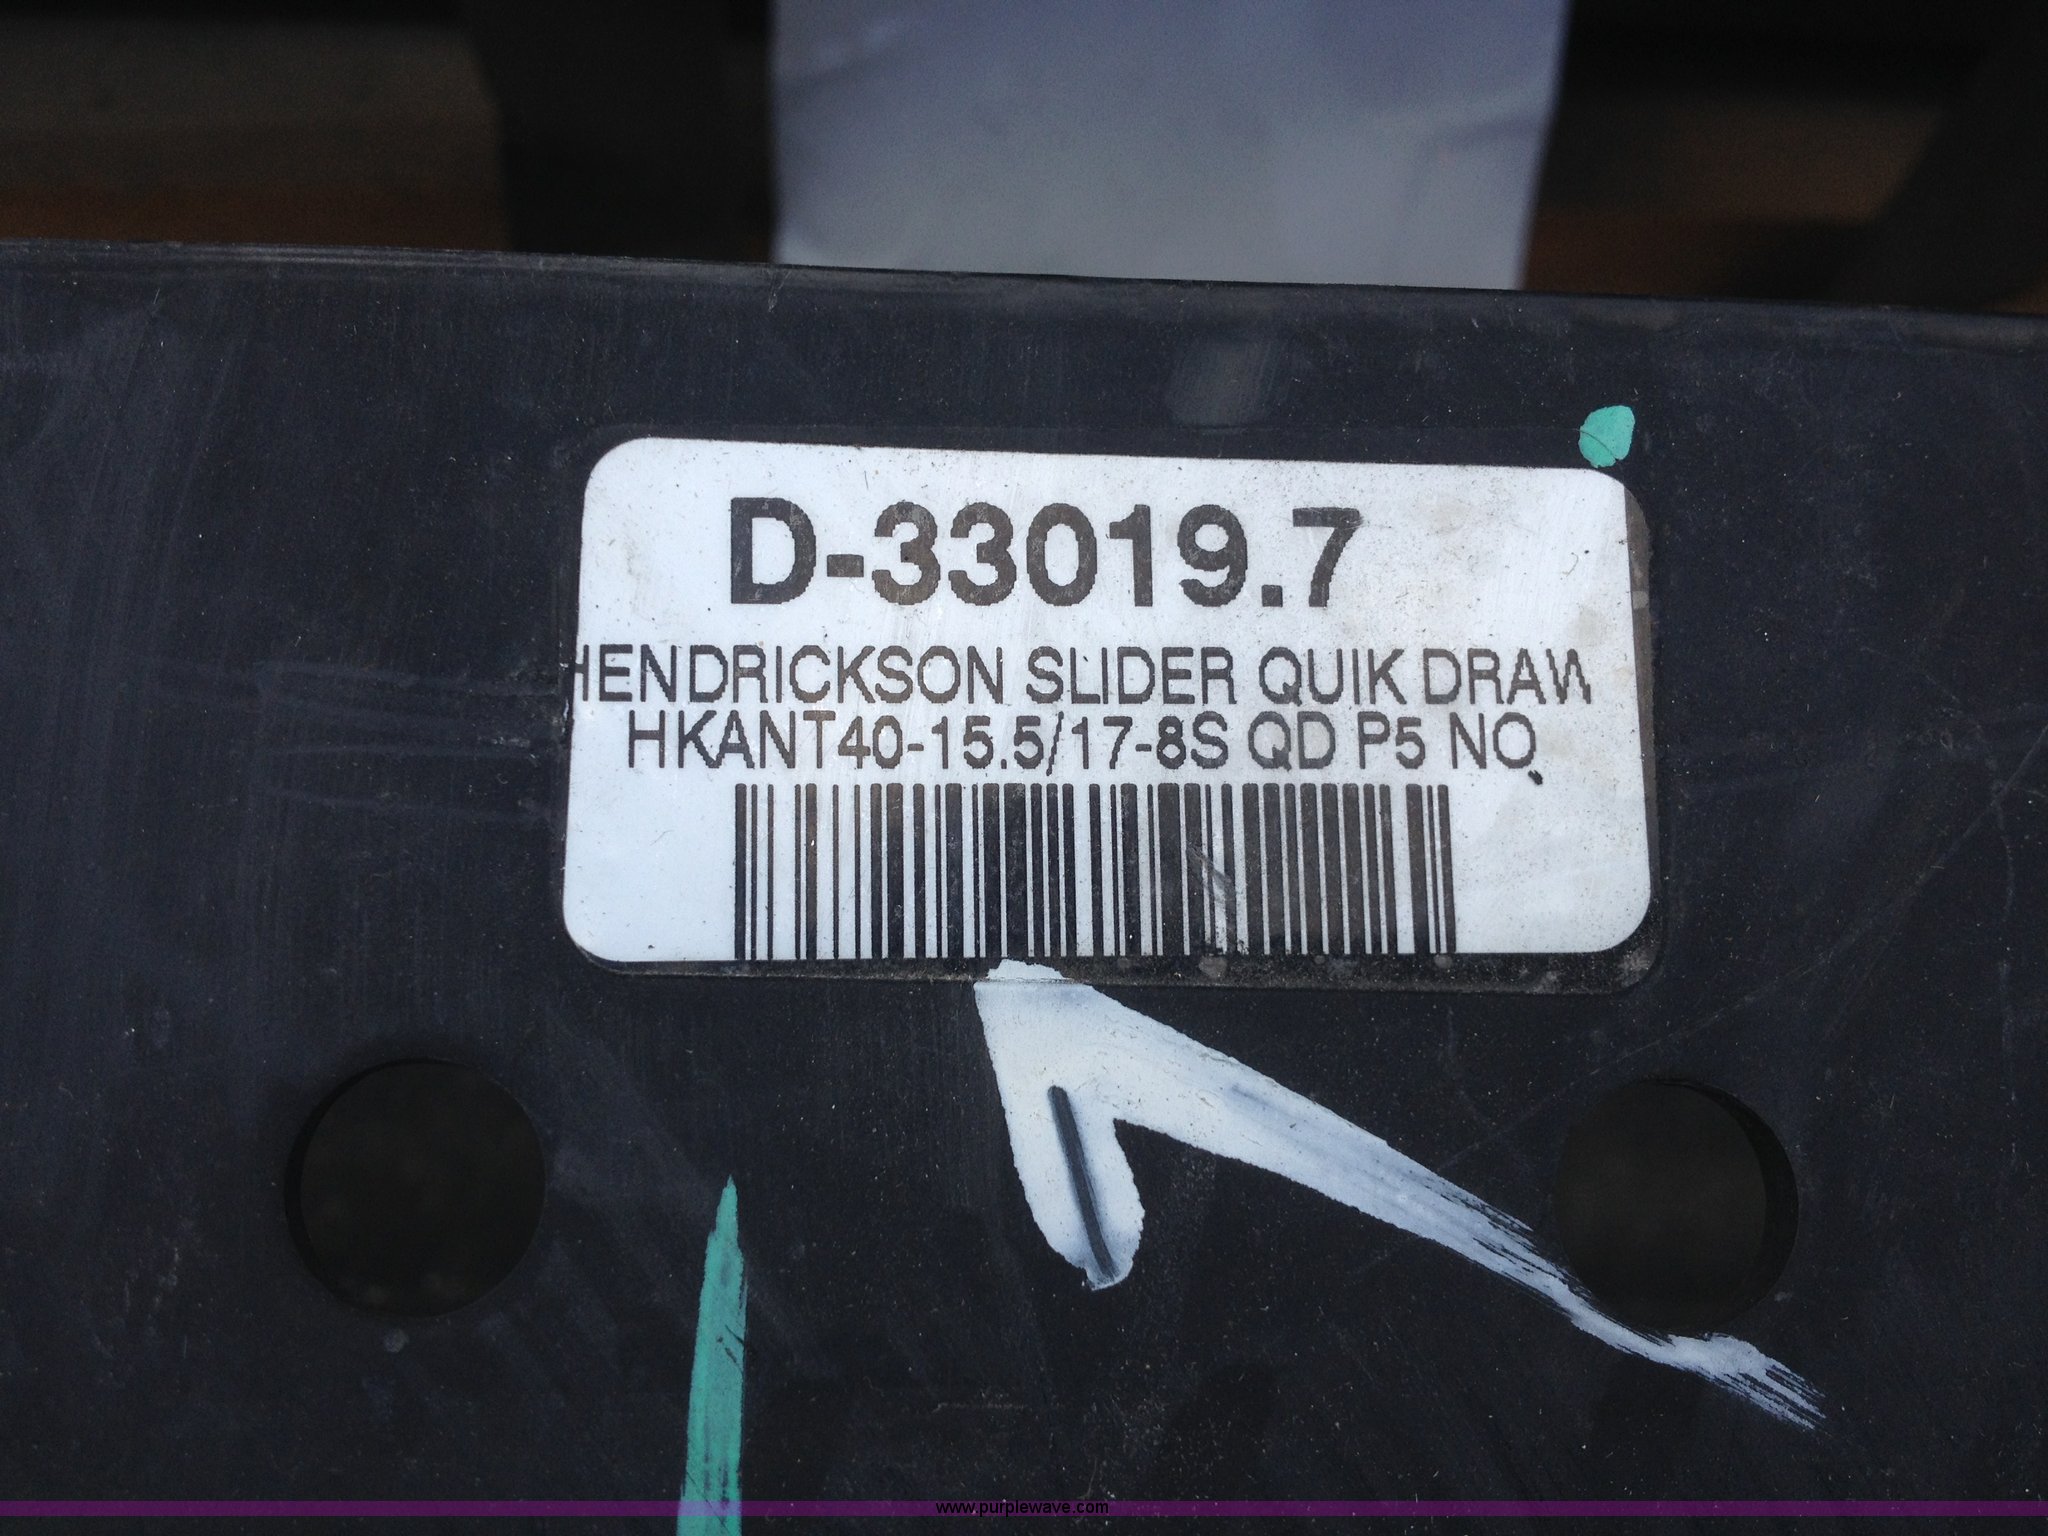 D-33019.7
HENDRICKSON SLIDER QUIK DRAW
HKANT40-15.5/17-8S QD P5 NO
www.purplewave.com